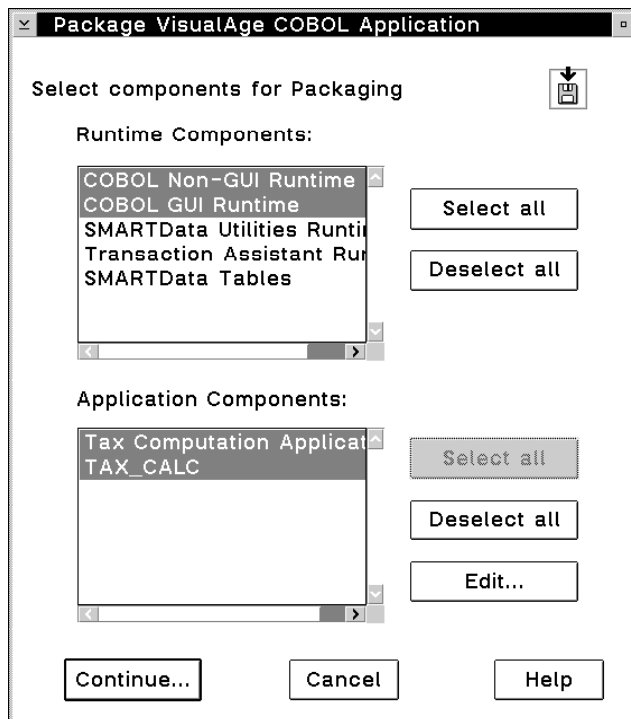 Package VisualAge COBOL Application
Select components for Packaging
Runtime Components:
COBOL Non-GUI Runtime
COBOL GUI Runtime
SMARTData Utilities Runti
Transaction Assistant Run
SMARTData Tables
Select all
Deselect all
Application Components:
Tax Computation Applicat
TAX_CALC
Select all
Deselect all
Edit...
Continue...
Cancel
Help